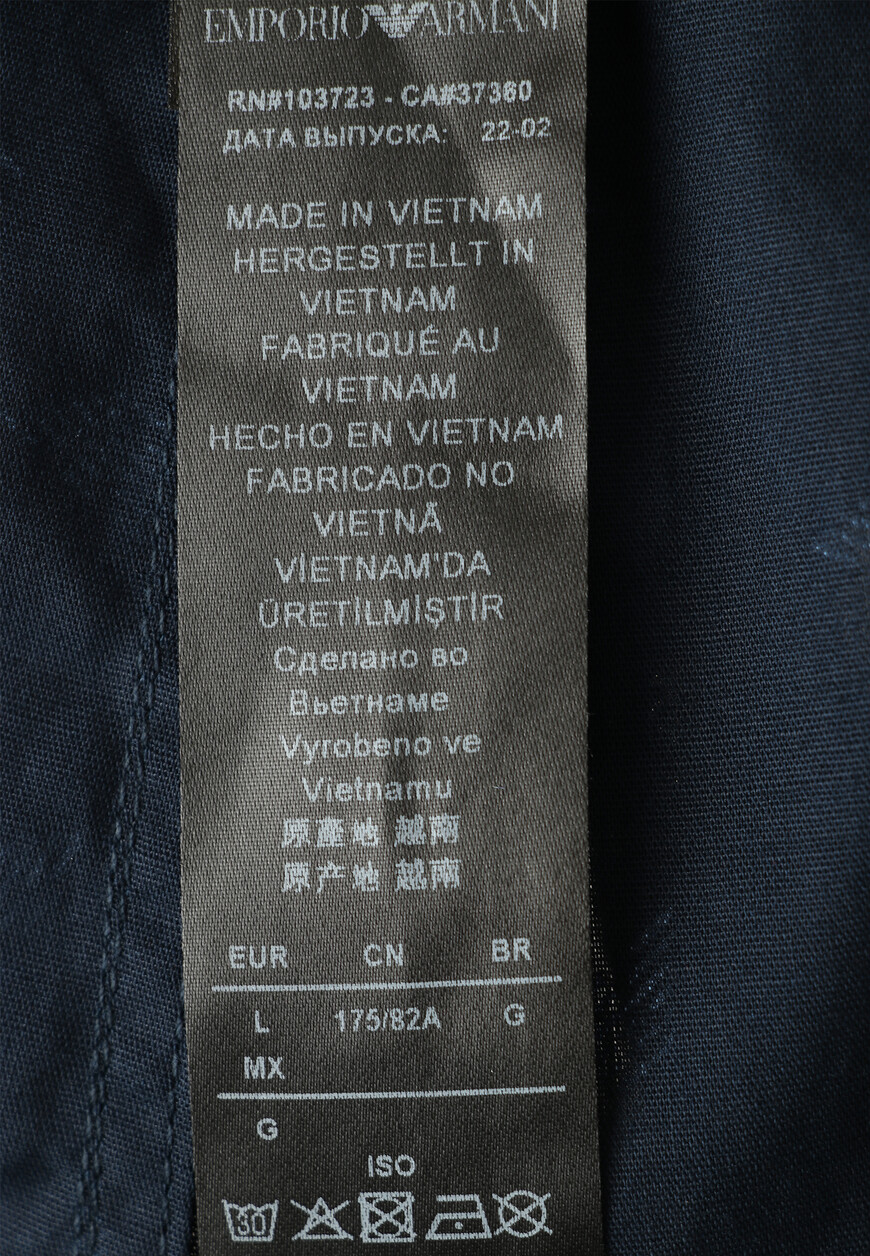 EMPORIO ARMANI
RN#103723 - CA#37360
ДАТА ВЫПУСКА: 22-02
MADE IN VIETNAM
HERGESTELLT IN
VIETNAM
FABRIQUÉ AU
VIETNAM
HECHO EN VIETNAM
FABRICADO NO
VIETNÃ
VİETNAM'DA
ÜRETİLMİŞTİR
Сделано во
Вьетнаме
Vyrobeno ve
Vietnamu
原產地 越南
原产地 越南
EUR CN BR
L 175/82A G
MX
G
ISO
30